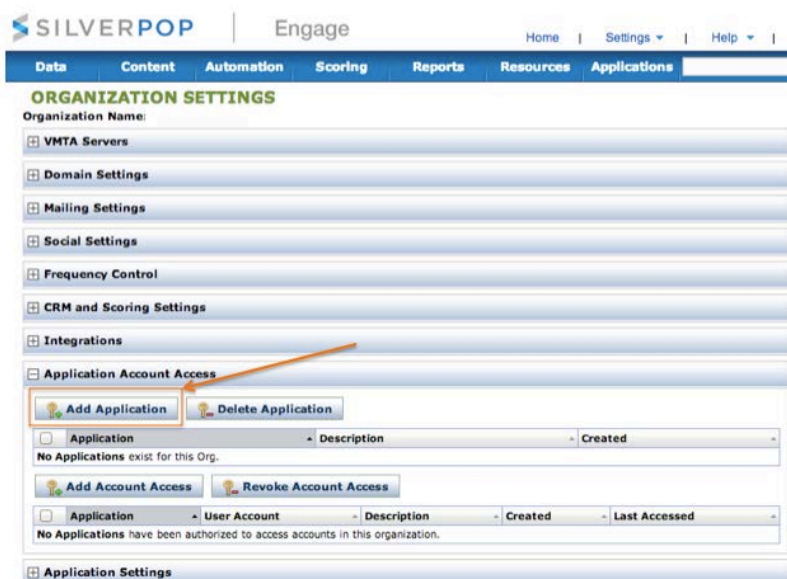 SILVERPOP Engage
Home | Settings | Help |
Data Content Automation Scoring Reports Resources Applications
ORGANIZATION SETTINGS
Organization Name:
VMTA Servers
Domain Settings
Mailing Settings
Social Settings
Frequency Control
CRM and Scoring Settings
Integrations
Application Account Access
Add Application Delete Application
Application Description Created
No Applications exist for this Org.
Add Account Access Revoke Account Access
Application User Account Description Created Last Accessed
No Applications have been authorized to access accounts in this organization.
Application Settings